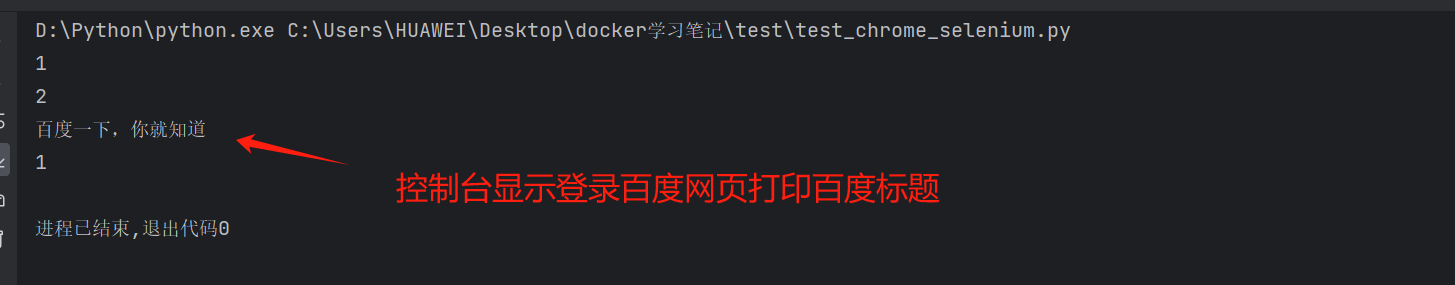 D:\Python\python.exe C:\Users\HUAWEI\Desktop\docker学习笔记\test\test_chrome_selenium.py
1
2
百度一下，你就知道
1
控制台显示登录百度网页打印百度标题
进程已结束,退出代码0